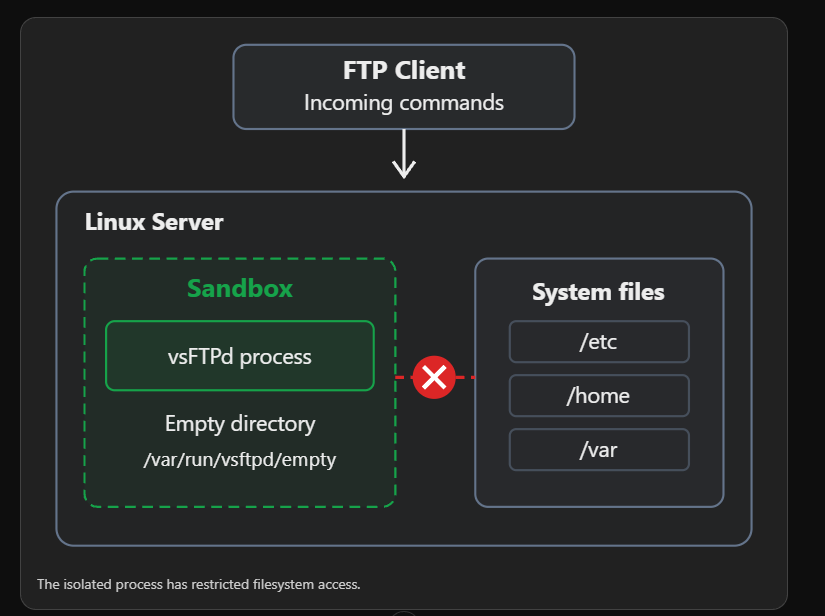 FTP Client
Incoming commands
Linux Server
Sandbox
vsFTPd process
Empty directory
/var/run/vsftpd/empty
System files
/etc
/home
/var
The isolated process has restricted filesystem access.